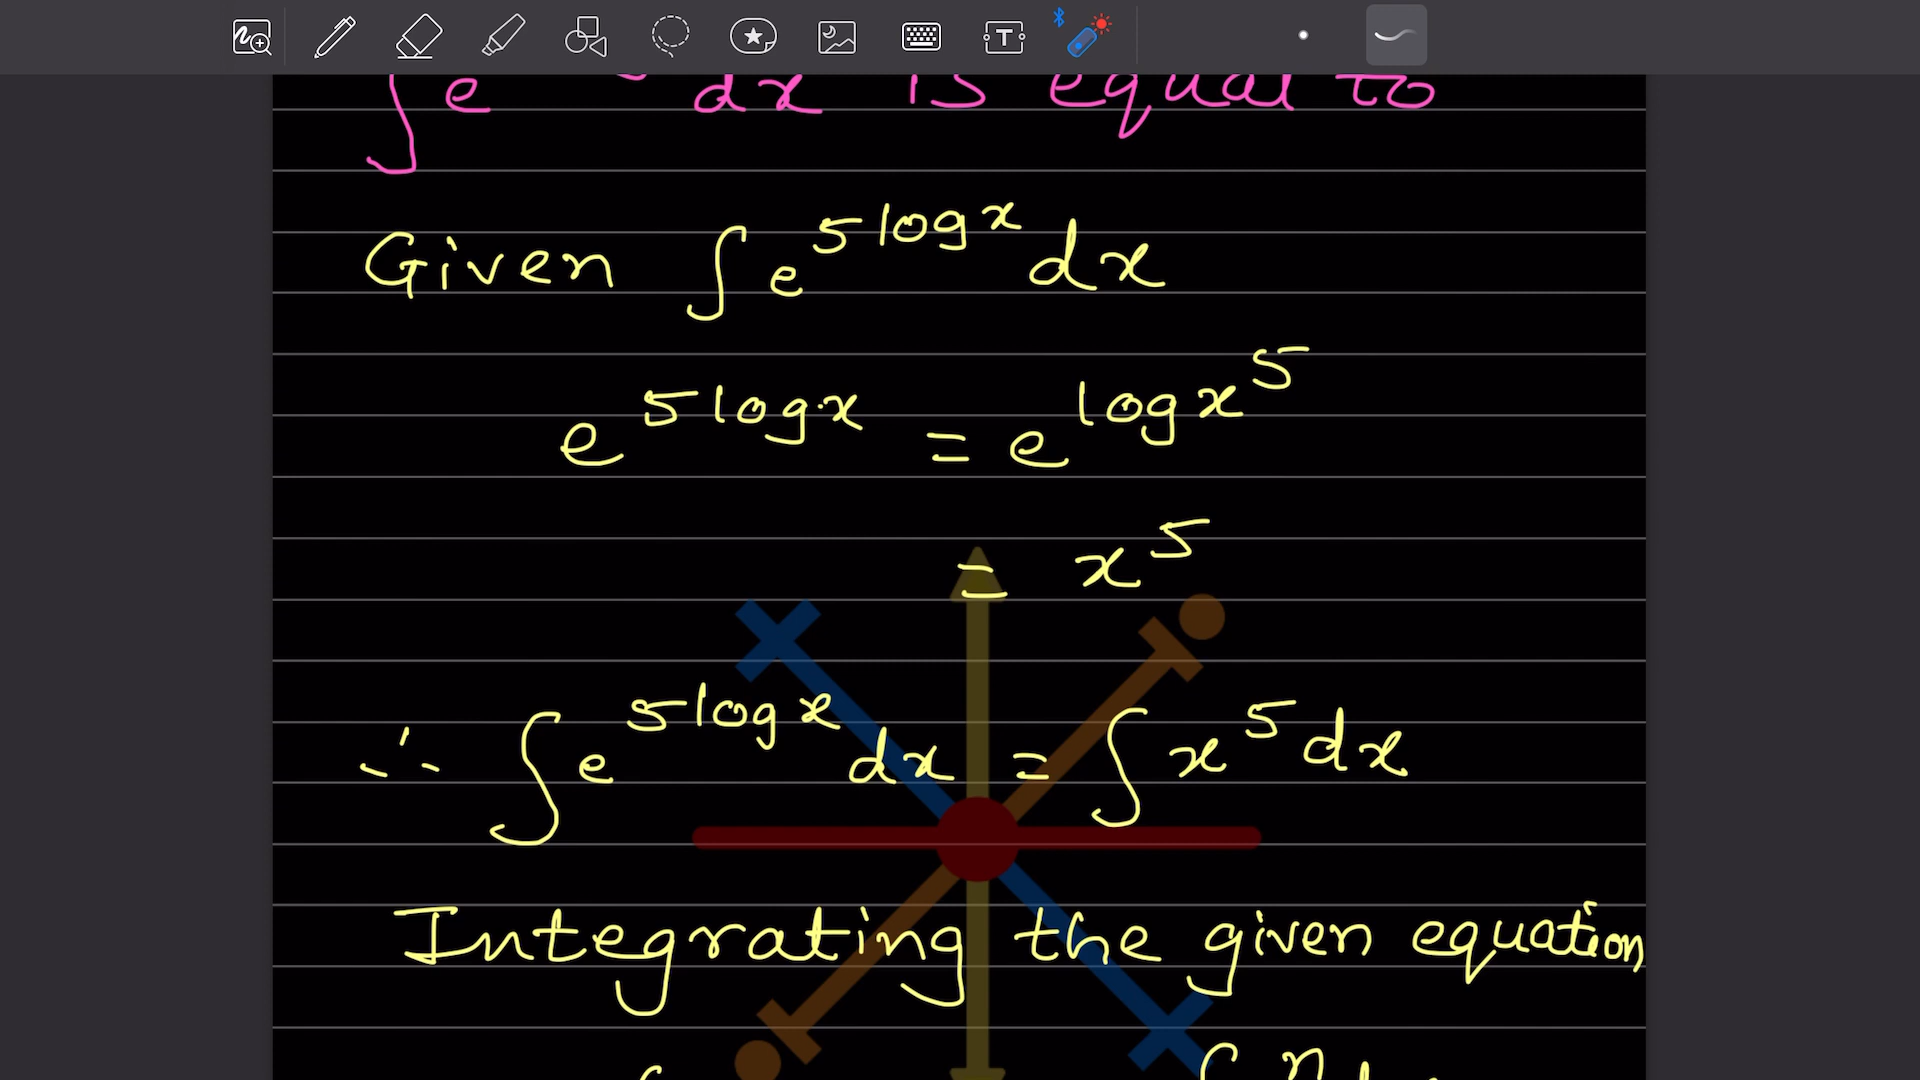 ∫e dx is equal to
Given ∫e^{5 log x} dx
e^{5 log x} = e^{log x^5}
= x^5
∴ ∫e^{5 log x} dx = ∫x^5 dx
Integrating the given equation